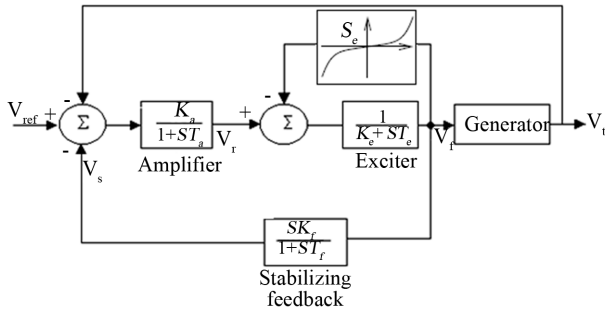 S_e
-
-
V_ref
+
Σ
K_a
1+ST_a
+
Σ
1
K_e+ST_e
Generator
V_t
-
V_s
Amplifier
V_r
Exciter
V_f
SK_f
1+ST_f
Stabilizing
feedback